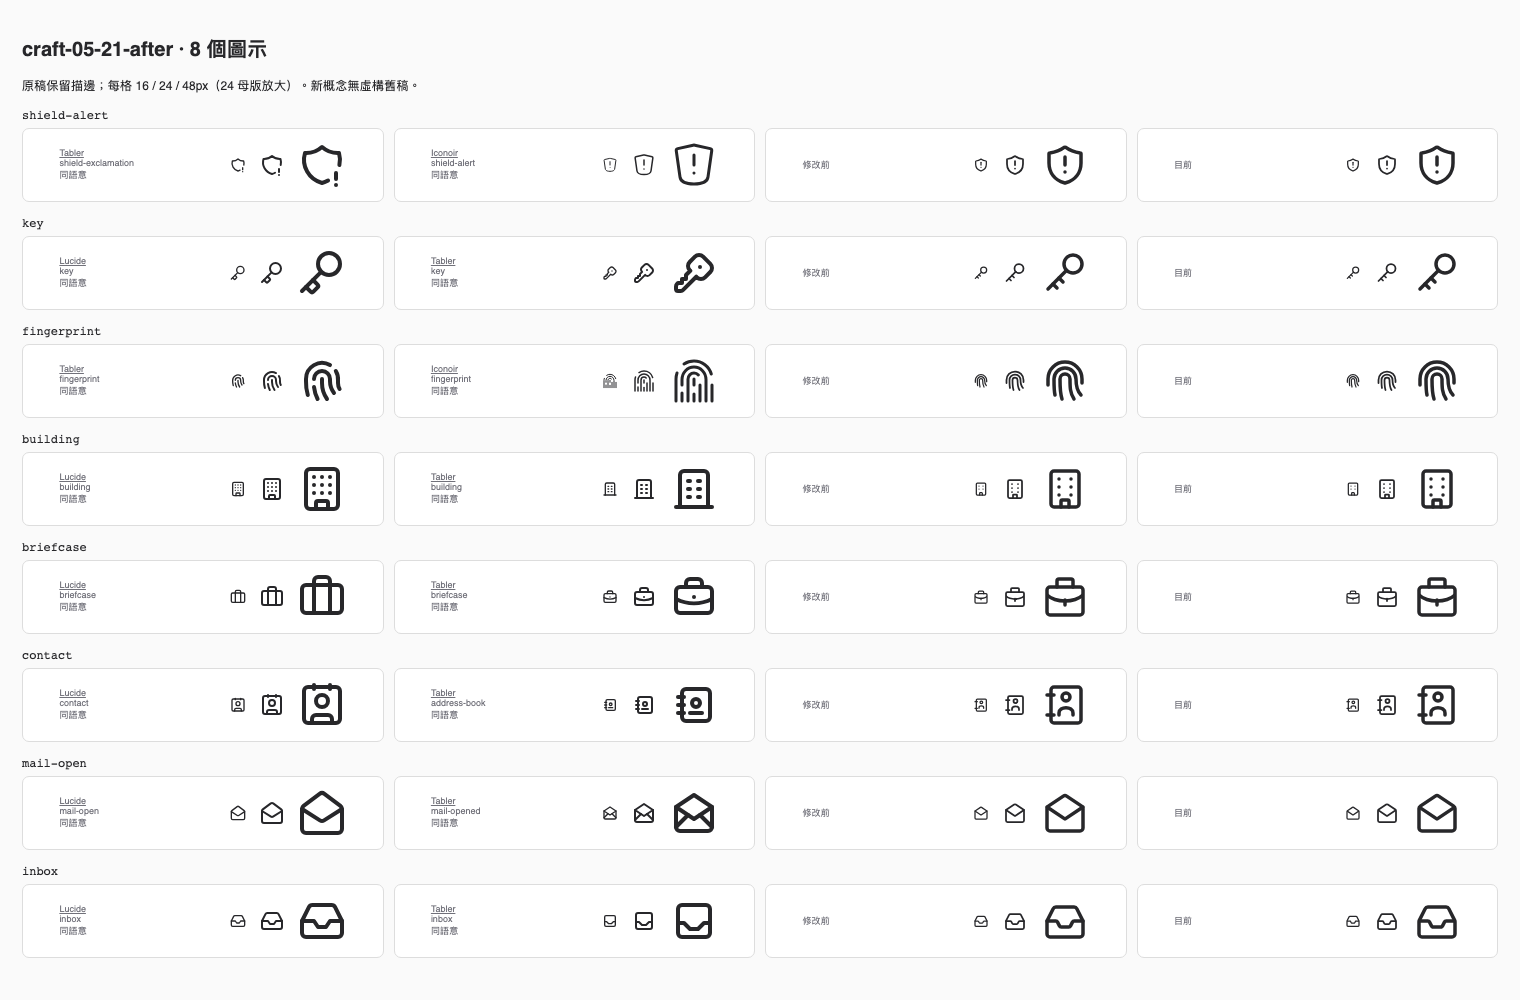 craft-05-21-after · 8 個圖示
原稿保留描邊；每格 16 / 24 / 48px（24 母版放大）。新概念無虛構舊稿。
shield-alert
Tabler
shield-exclamation
同語意
Iconoir
shield-alert
同語意
修改前
目前
key
Lucide
key
同語意
Tabler
key
同語意
修改前
目前
fingerprint
Tabler
fingerprint
同語意
Iconoir
fingerprint
同語意
修改前
目前
building
Lucide
building
同語意
Tabler
building
同語意
修改前
目前
briefcase
Lucide
briefcase
同語意
Tabler
briefcase
同語意
修改前
目前
contact
Lucide
contact
同語意
Tabler
address-book
同語意
修改前
目前
mail-open
Lucide
mail-open
同語意
Tabler
mail-opened
同語意
修改前
目前
inbox
Lucide
inbox
同語意
Tabler
inbox
同語意
修改前
目前